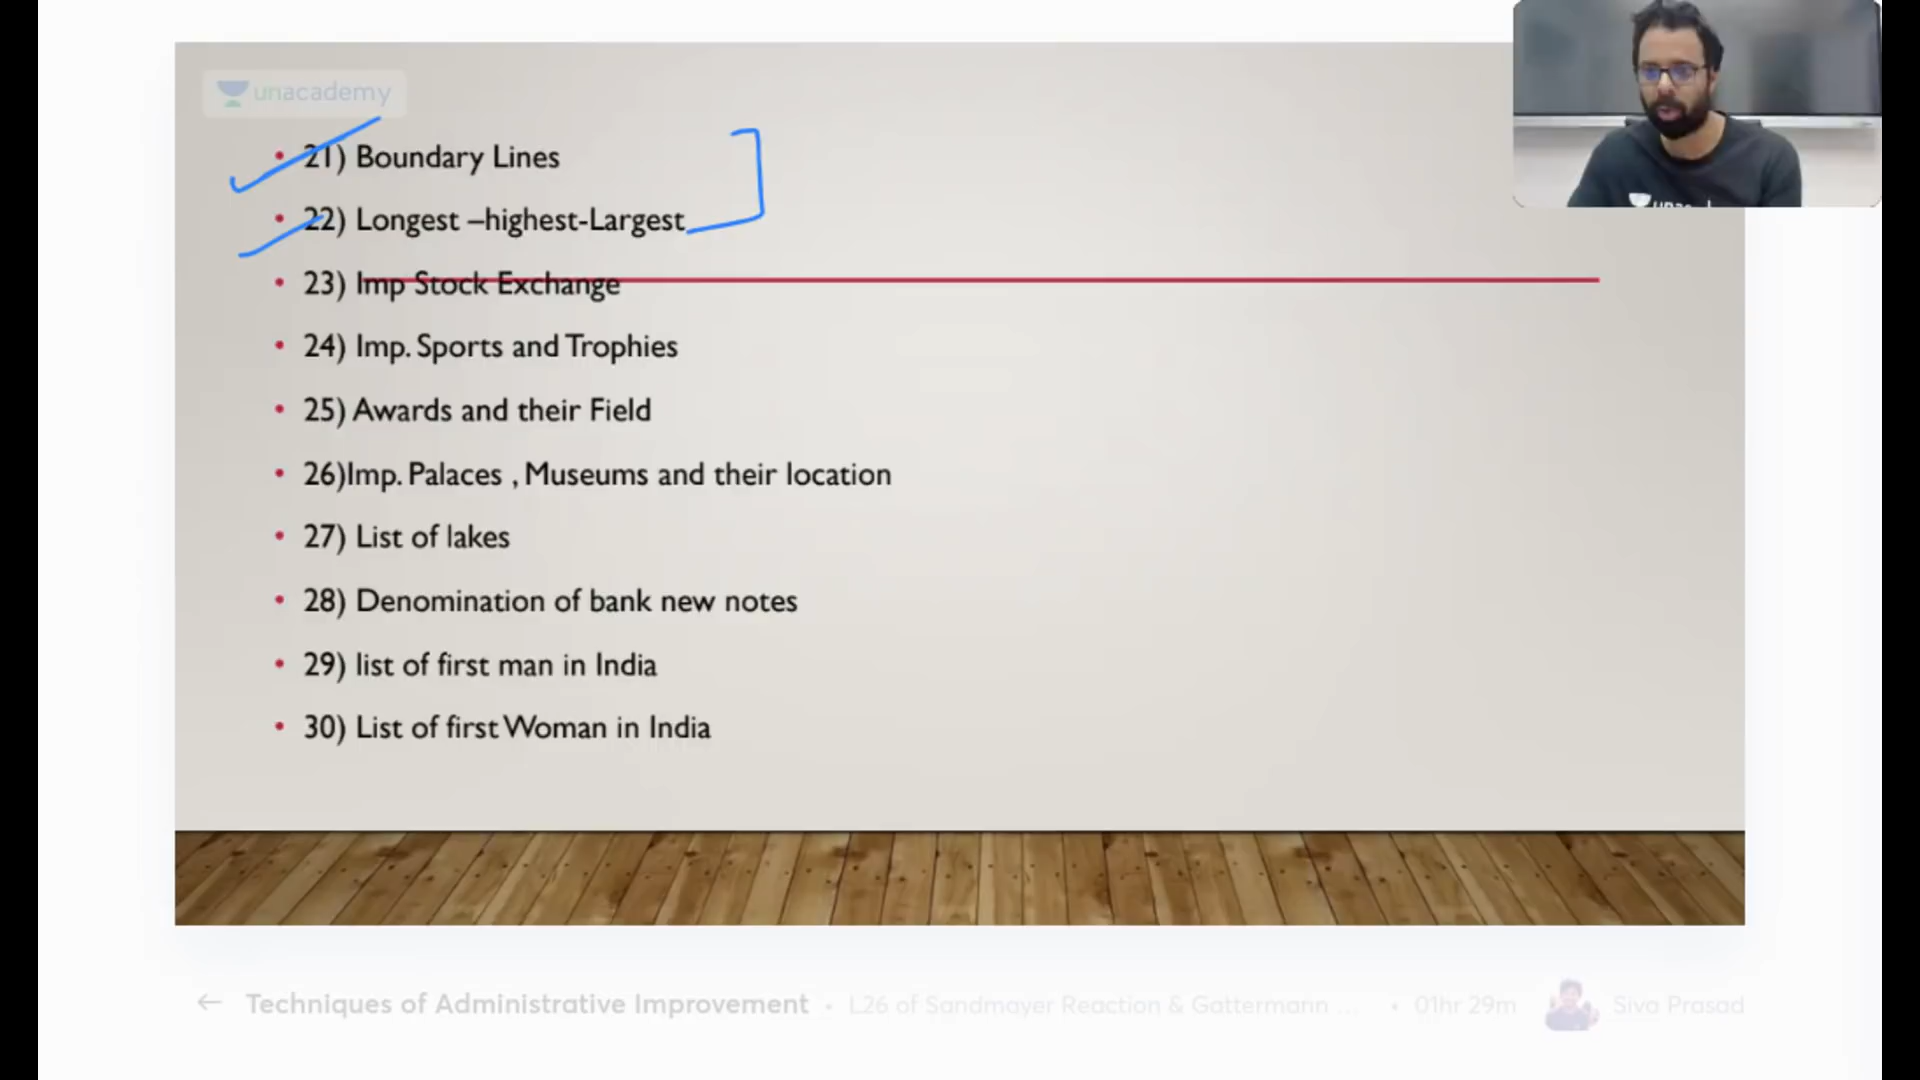 unacademy
• 21) Boundary Lines
• 22) Longest –highest-Largest
• 23) Imp Stock Exchange
• 24) Imp. Sports and Trophies
• 25) Awards and their Field
• 26)Imp. Palaces , Museums and their location
• 27) List of lakes
• 28) Denomination of bank new notes
• 29) list of first man in India
• 30) List of first Woman in India
← Techniques of Administrative Improvement • L26 of Sandmayer Reaction & Gattermann ... • 01hr 29m Siva Prasad